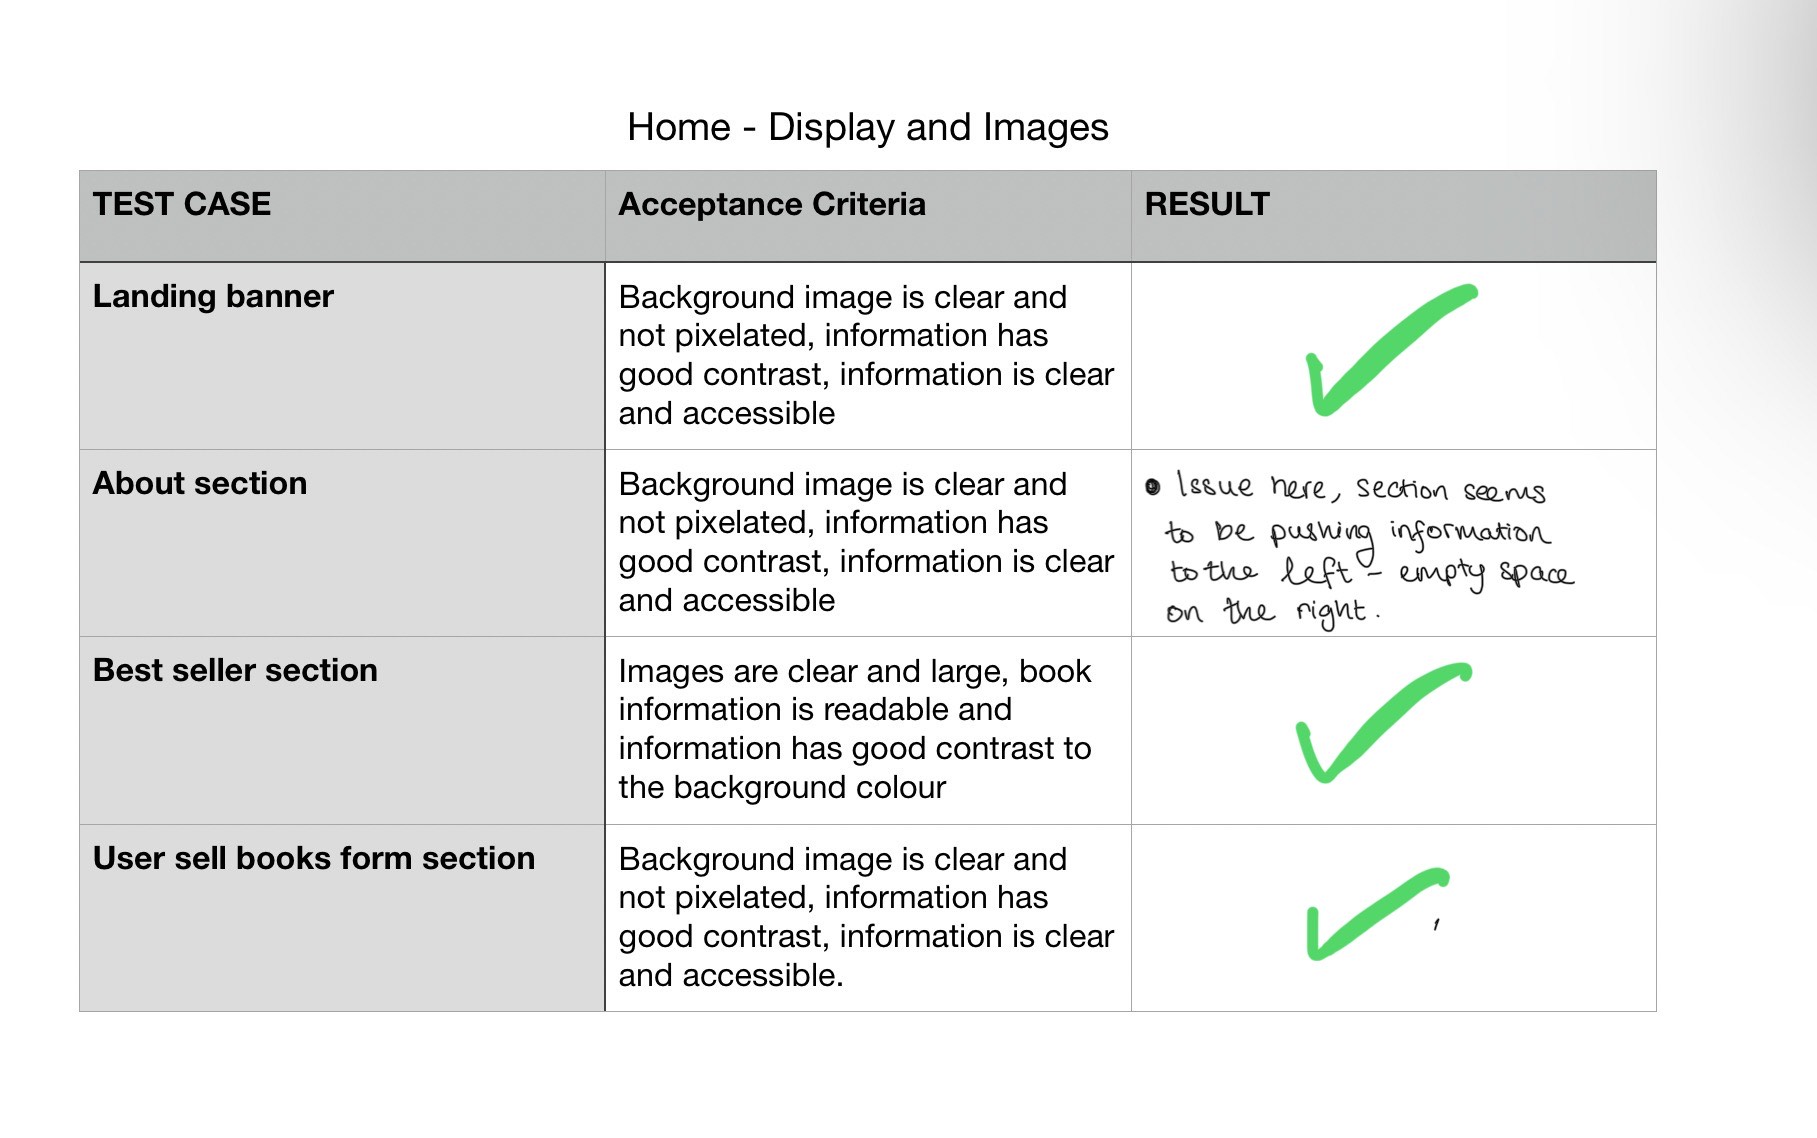 Home - Display and Images
TEST CASE
Acceptance Criteria
RESULT
Landing banner
Background image is clear and
not pixelated, information has
good contrast, information is clear
and accessible
About section
Background image is clear and
not pixelated, information has
good contrast, information is clear
and accessible
Issue here, section seems
to be pushing information
to the left - empty space
on the right.
Best seller section
Images are clear and large, book
information is readable and
information has good contrast to
the background colour
User sell books form section
Background image is clear and
not pixelated, information has
good contrast, information is clear
and accessible.